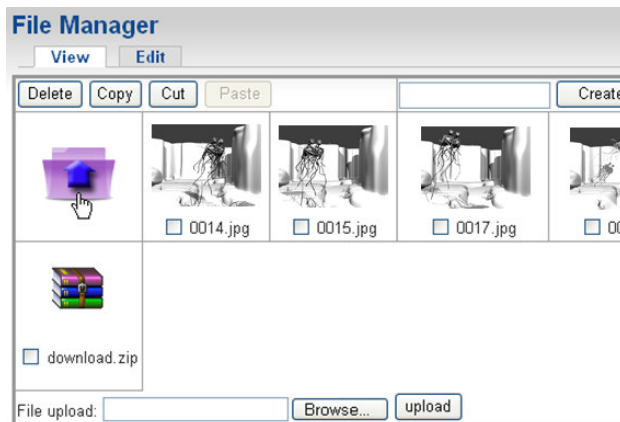 File Manager
View Edit
Delete Copy Cut Paste Create
0014.jpg 0015.jpg 0017.jpg
download.zip
File upload: Browse... upload